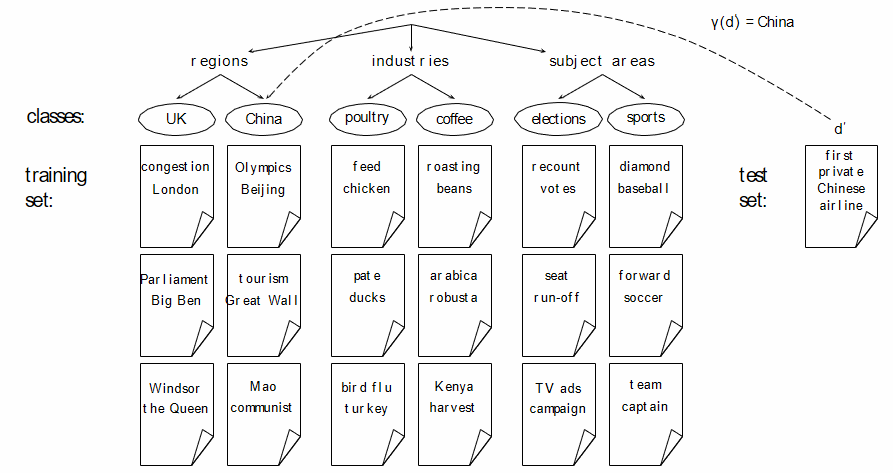 γ(d′) = China
regions
industries
subject areas
classes:
UK
China
poultry
coffee
elections
sports
d′
training
set:
congestion
London
Olympics
Beijing
feed
chicken
roasting
beans
recount
votes
diamond
baseball
test
set:
first
private
Chinese
airline
Parliament
Big Ben
tourism
Great Wall
pate
ducks
arabica
robusta
seat
run-off
forward
soccer
Windsor
the Queen
Mao
communist
bird flu
turkey
Kenya
harvest
TV ads
campaign
team
captain